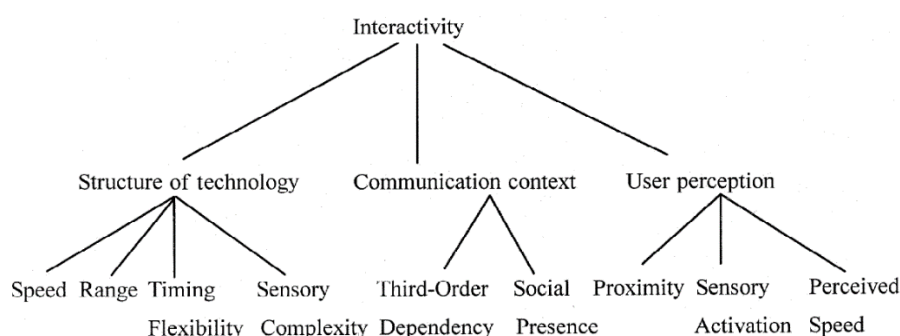 Interactivity
Structure of technology Communication context User perception
Speed Range Timing Sensory Third-Order Social Proximity Sensory Perceived
Flexibility Complexity Dependency Presence Activation Speed